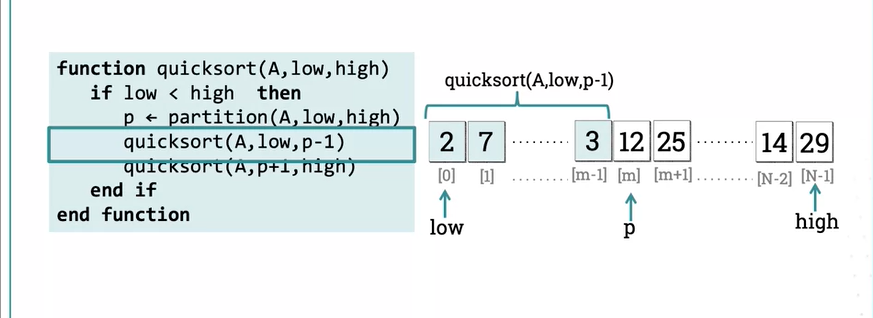 function quicksort(A,low,high)
if low < high then
p ← partition(A,low,high)
quicksort(A,low,p-1)
quicksort(A,p+1,high)
end if
end function
quicksort(A,low,p-1)
2 7 ........ 3 12 25 ........ 14 29
[0] [1] ........ [m-1] [m] [m+1] ........ [N-2] [N-1]
low p high